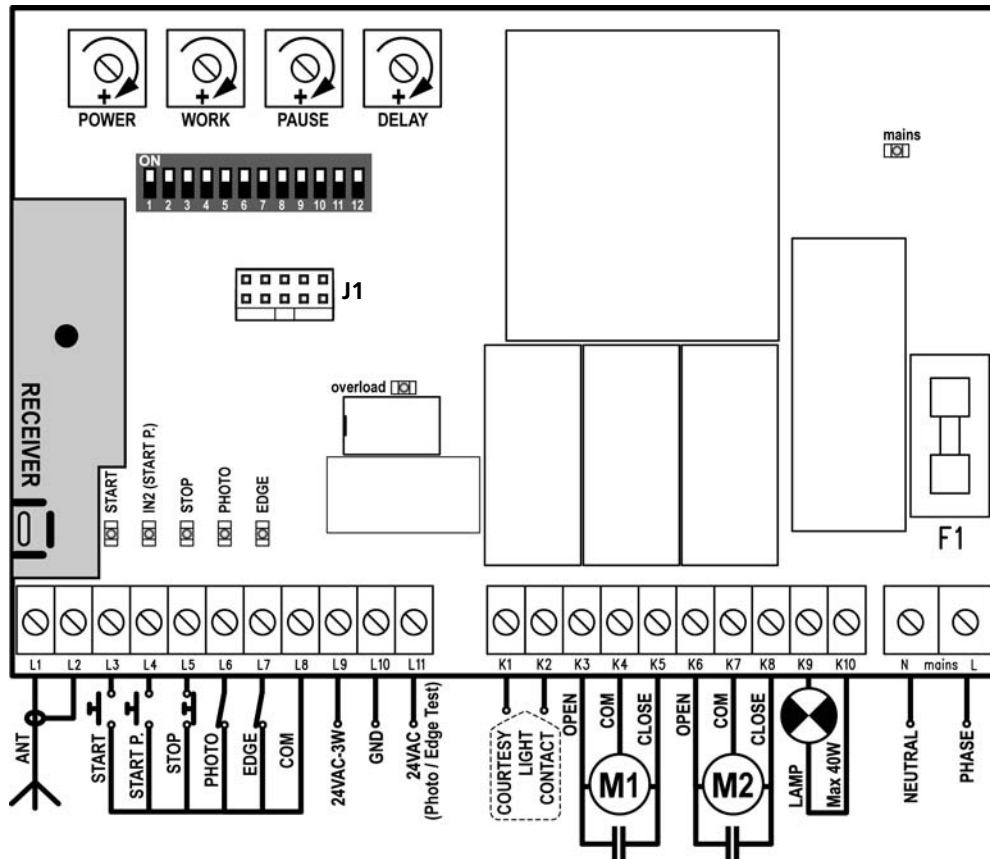 POWER
WORK
PAUSE
DELAY
+
+
+
+
mains
ON
1 2 3 4 5 6 7 8 9 10 11 12
J1
overload
RECEIVER
START
IN2 (START P.)
STOP
PHOTO
EDGE
F1
L1 L2 L3 L4 L5 L6 L7 L8 L9 L10 L11
K1 K2 K3 K4 K5 K6 K7 K8 K9 K10
N mains L
ANT
START
START P.
STOP
PHOTO
EDGE
COM
24VAC-3W
GND
24VAC
(Photo / Edge Test)
COURTESY
LIGHT
CONTACT
OPEN
COM
CLOSE
M1
OPEN
COM
CLOSE
M2
LAMP
Max 40W
NEUTRAL
PHASE